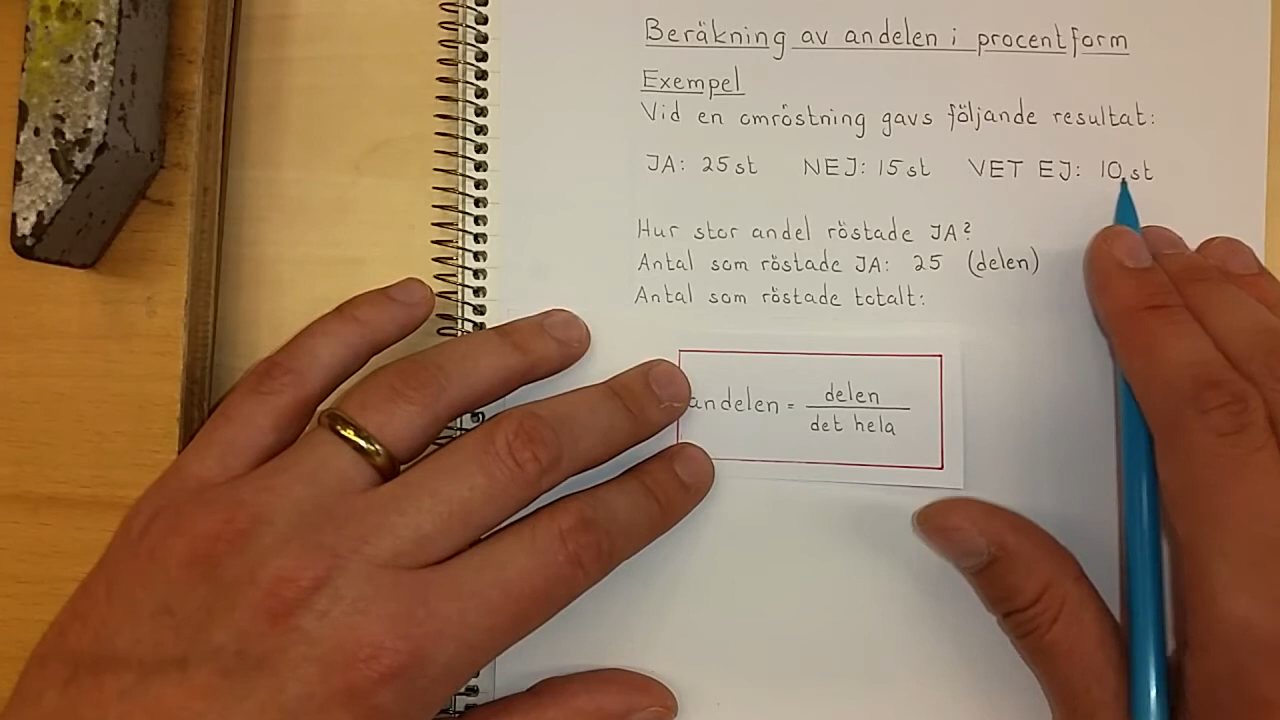 Beräkning av andelen i procentform
Exempel
Vid en omröstning gavs följande resultat:
JA: 25 st NEJ: 15 st VET EJ: 10 st
Hur stor andel röstade JA?
Antal som röstade JA: 25 (delen)
Antal som röstade totalt:
andelen = delen / det hela